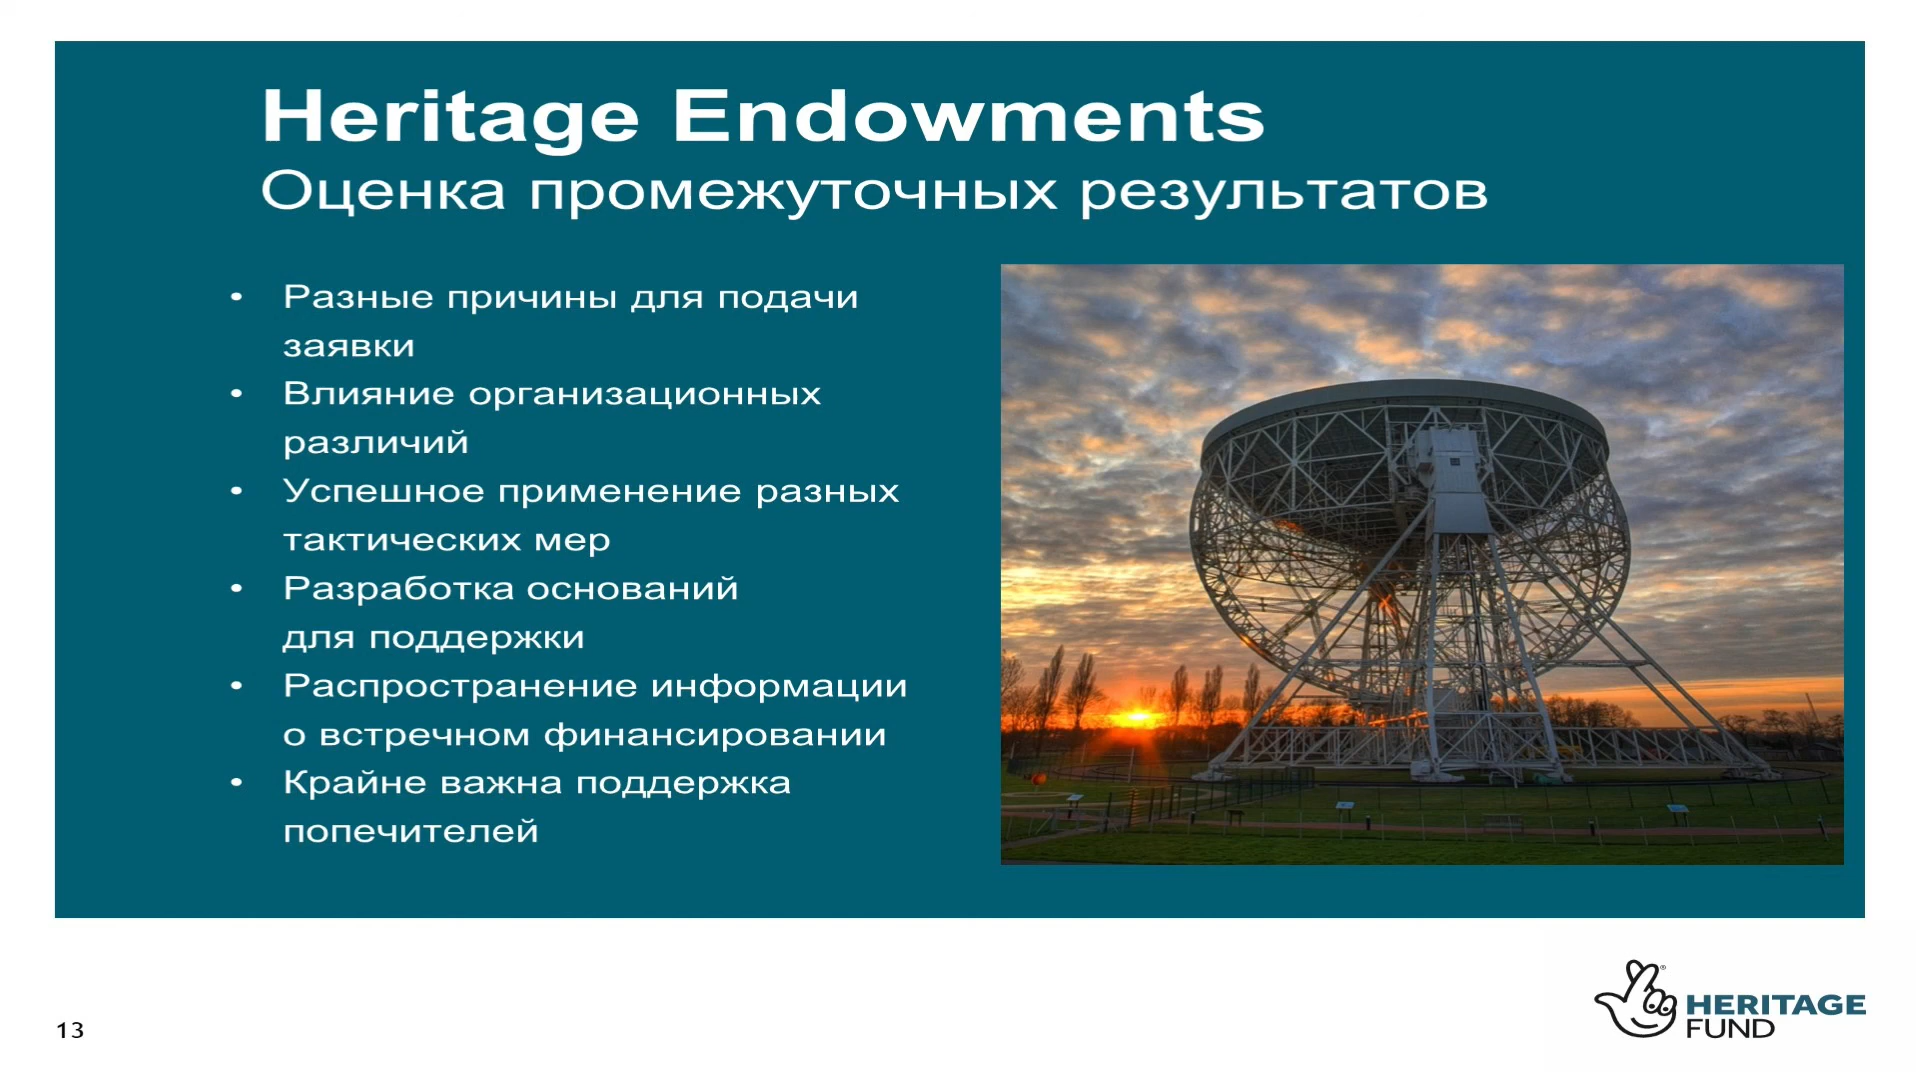 Heritage Endowments
Оценка промежуточных результатов
• Разные причины для подачи
заявки
• Влияние организационных
различий
• Успешное применение разных
тактических мер
• Разработка оснований
для поддержки
• Распространение информации
о встречном финансировании
• Крайне важна поддержка
попечителей
HERITAGE
FUND
13